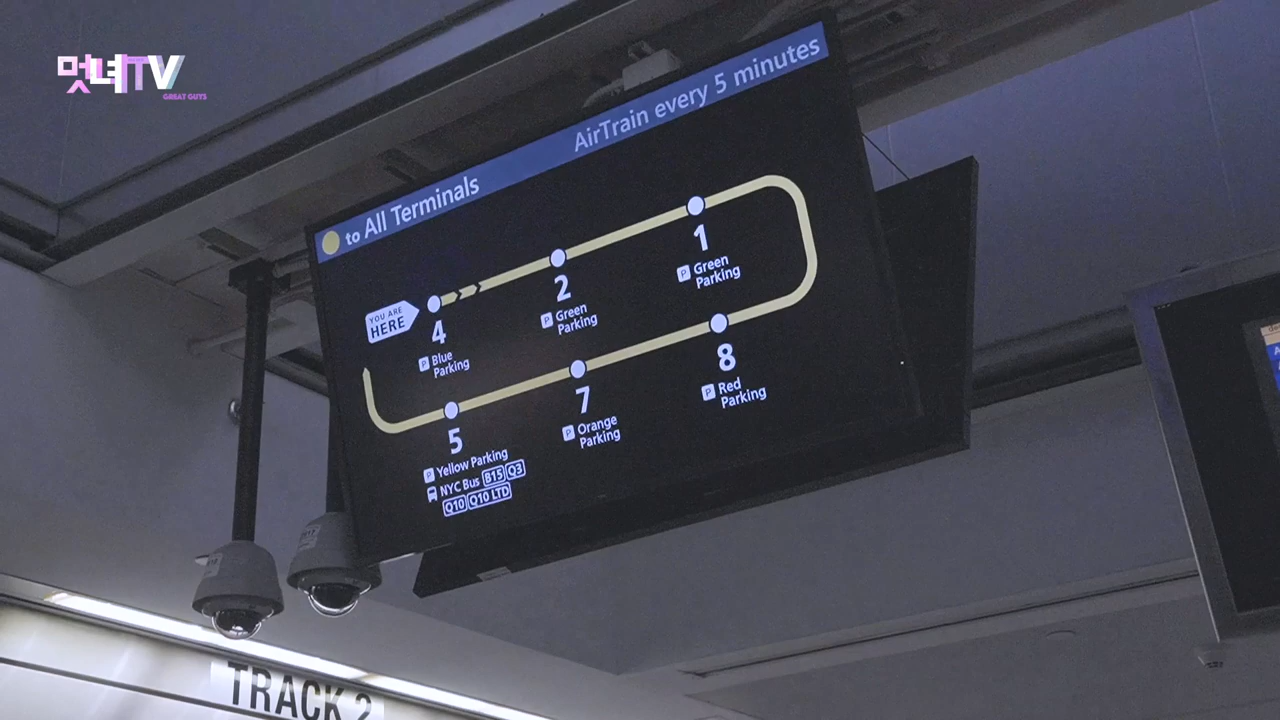 멋녀TV
GREAT GUYS
to All Terminals
AirTrain every 5 minutes
YOU ARE
HERE
4
P Blue
Parking
2
P Green
Parking
1
P Green
Parking
5
P Yellow Parking
NYC Bus B15 Q3
Q10 Q10 LTD
7
P Orange
Parking
8
P Red
Parking
TRACK 2